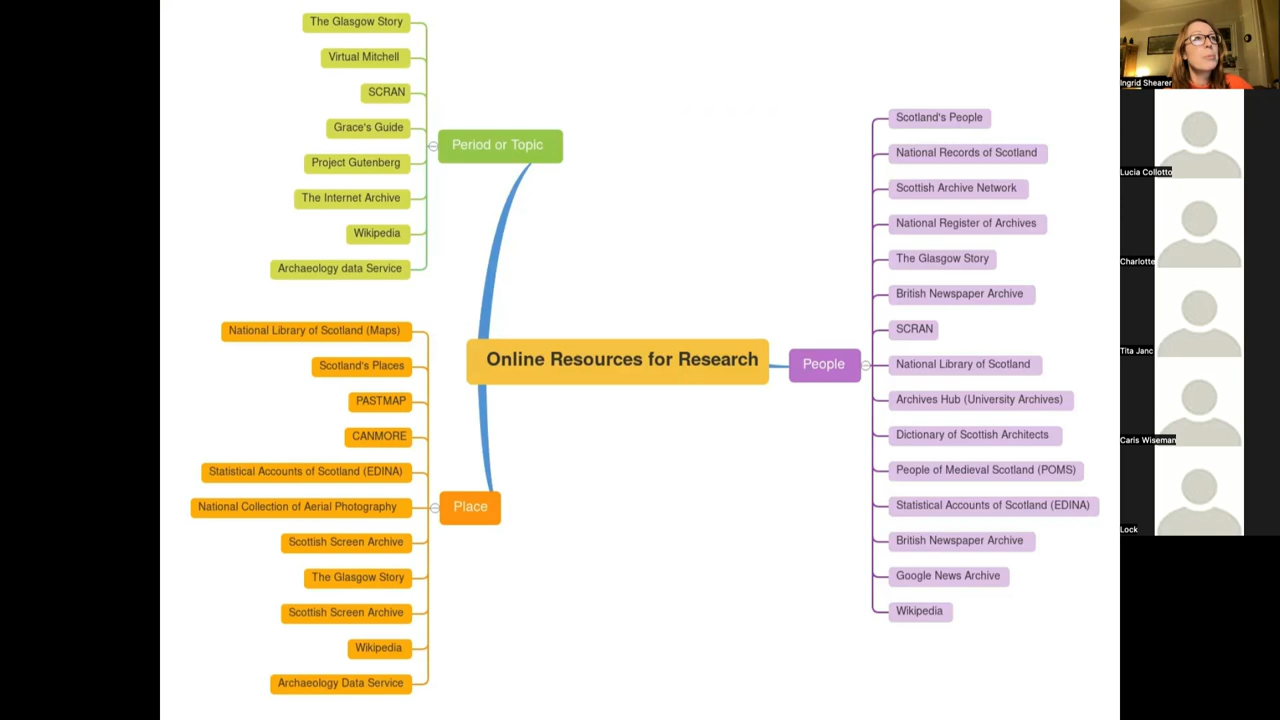 The Glasgow Story
Virtual Mitchell
SCRAN
Grace's Guide
Project Gutenberg
The Internet Archive
Wikipedia
Archaeology data Service
Period or Topic
National Library of Scotland (Maps)
Scotland's Places
PASTMAP
CANMORE
Statistical Accounts of Scotland (EDINA)
National Collection of Aerial Photography
Scottish Screen Archive
The Glasgow Story
Scottish Screen Archive
Wikipedia
Archaeology Data Service
Place
Online Resources for Research
People
Scotland's People
National Records of Scotland
Scottish Archive Network
National Register of Archives
The Glasgow Story
British Newspaper Archive
SCRAN
National Library of Scotland
Archives Hub (University Archives)
Dictionary of Scottish Architects
People of Medieval Scotland (POMS)
Statistical Accounts of Scotland (EDINA)
British Newspaper Archive
Google News Archive
Wikipedia
Ingrid Shearer
Lucia Collotto
Charlotte
Tita Janc
Caris Wiseman
Lock